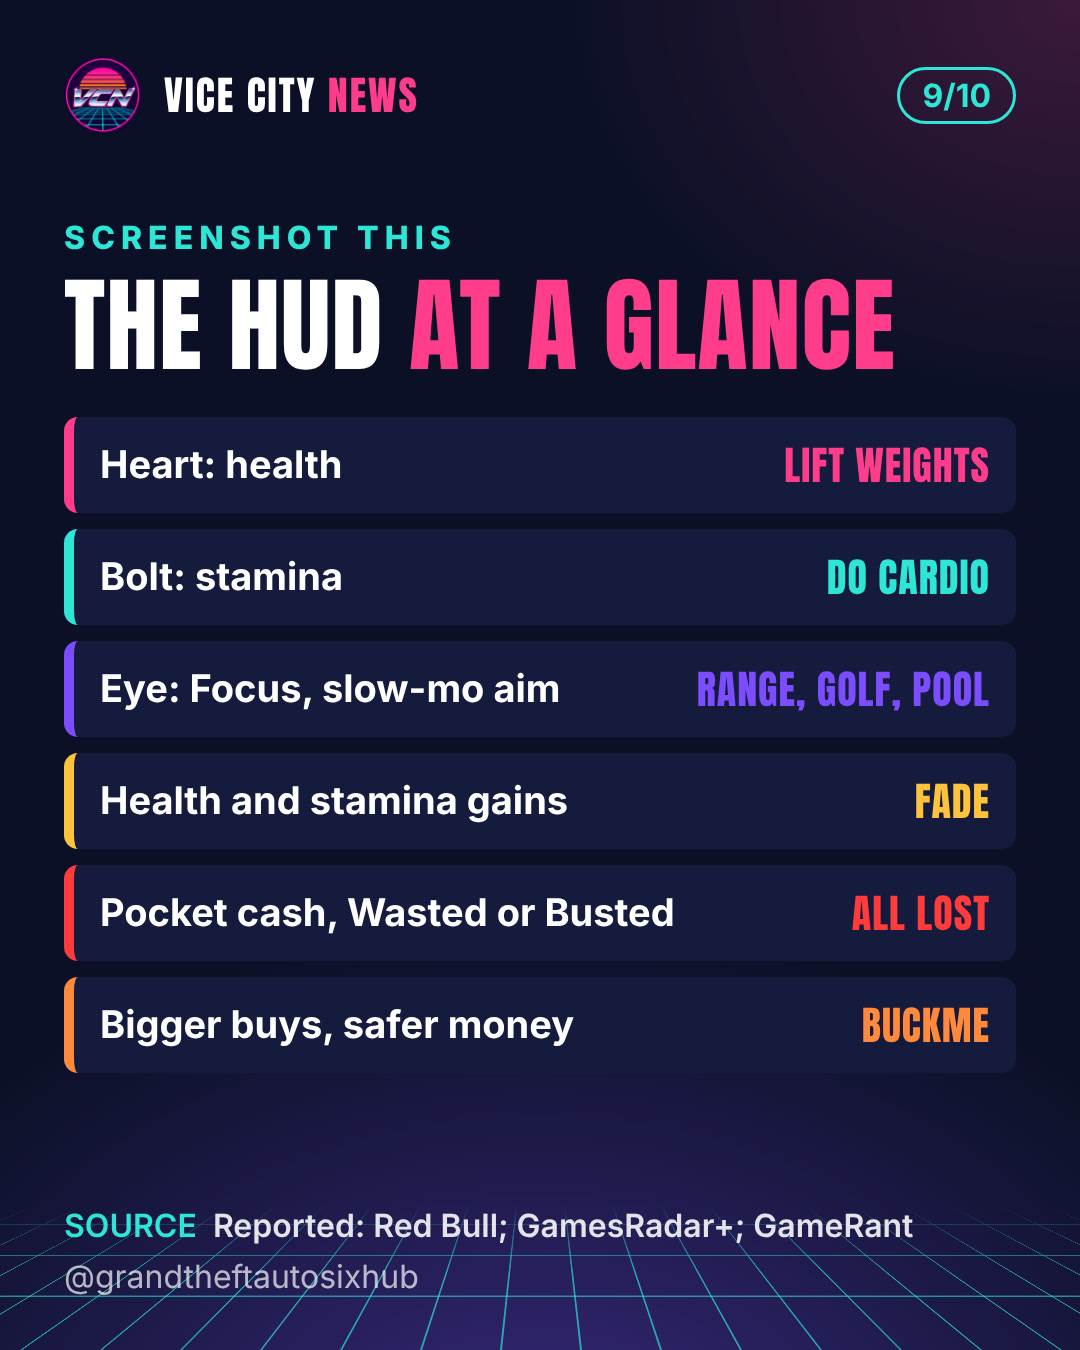 VCN
VICE CITY NEWS
9/10
SCREENSHOT THIS
THE HUD AT A GLANCE
Heart: health LIFT WEIGHTS
Bolt: stamina DO CARDIO
Eye: Focus, slow-mo aim RANGE, GOLF, POOL
Health and stamina gains FADE
Pocket cash, Wasted or Busted ALL LOST
Bigger buys, safer money BUCKME
SOURCE Reported: Red Bull; GamesRadar+; GameRant
@grandtheftautosixhub